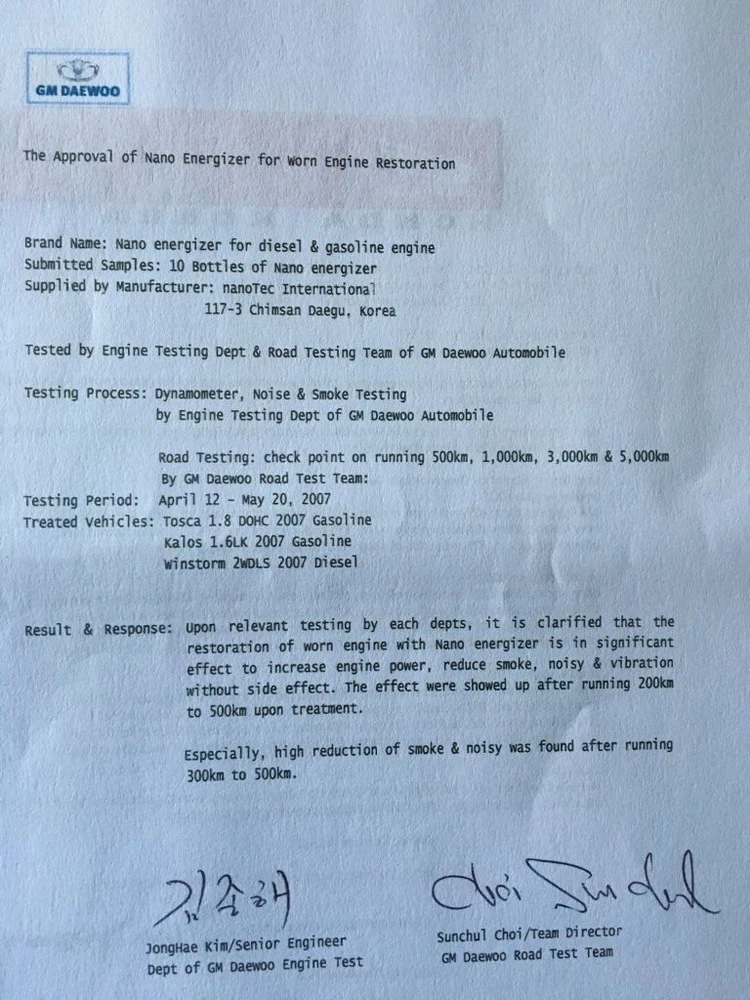 GM DAEWOO
The Approval of Nano Energizer for Worn Engine Restoration
Brand Name: Nano energizer for diesel & gasoline engine
Submitted Samples: 10 Bottles of Nano energizer
Supplied by Manufacturer: nanoTec International
117-3 Chimsan Daegu, Korea
Tested by Engine Testing Dept & Road Testing Team of GM Daewoo Automobile
Testing Process: Dynamometer, Noise & Smoke Testing
by Engine Testing Dept of GM Daewoo Automobile
Road Testing: check point on running 500km, 1,000km, 3,000km & 5,000km
By GM Daewoo Road Test Team:
Testing Period: April 12 – May 20, 2007
Treated Vehicles: Tosca 1.8 DOHC 2007 Gasoline
Kalos 1.6LK 2007 Gasoline
Winstorm 2WDLS 2007 Diesel
Result & Response: Upon relevant testing by each depts, it is clarified that the
restoration of worn engine with Nano energizer is in significant
effect to increase engine power, reduce smoke, noisy & vibration
without side effect. The effect were showed up after running 200km
to 500km upon treatment.
Especially, high reduction of smoke & noisy was found after running
300km to 500km.
김종해
Choi Sun chul
JongHae Kim/Senior Engineer
Dept of GM Daewoo Engine Test
Sunchul Choi/Team Director
GM Daewoo Road Test Team